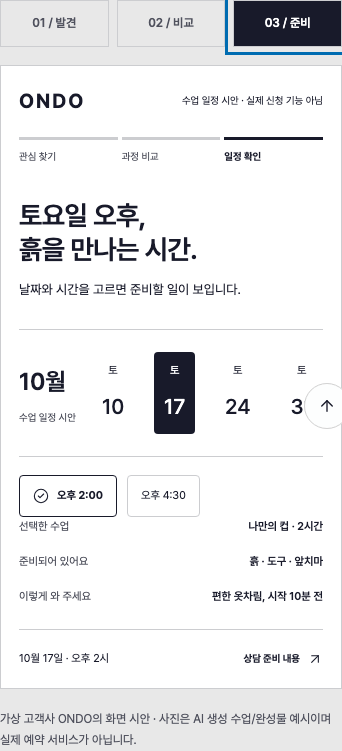 01 / 발견
02 / 비교
03 / 준비
ONDO
수업 일정 시안 · 실제 신청 기능 아님
관심 찾기
과정 비교
일정 확인
토요일 오후,
흙을 만나는 시간.
날짜와 시간을 고르면 준비할 일이 보입니다.
10월
수업 일정 시안
토
10
토
17
토
24
토
3
오후 2:00
오후 4:30
선택한 수업
나만의 컵 · 2시간
준비되어 있어요
흙 · 도구 · 앞치마
이렇게 와 주세요
편한 옷차림, 시작 10분 전
10월 17일 · 오후 2시
상담 준비 내용
가상 고객사 ONDO의 화면 시안 · 사진은 AI 생성 수업/완성물 예시이며
실제 예약 서비스가 아닙니다.